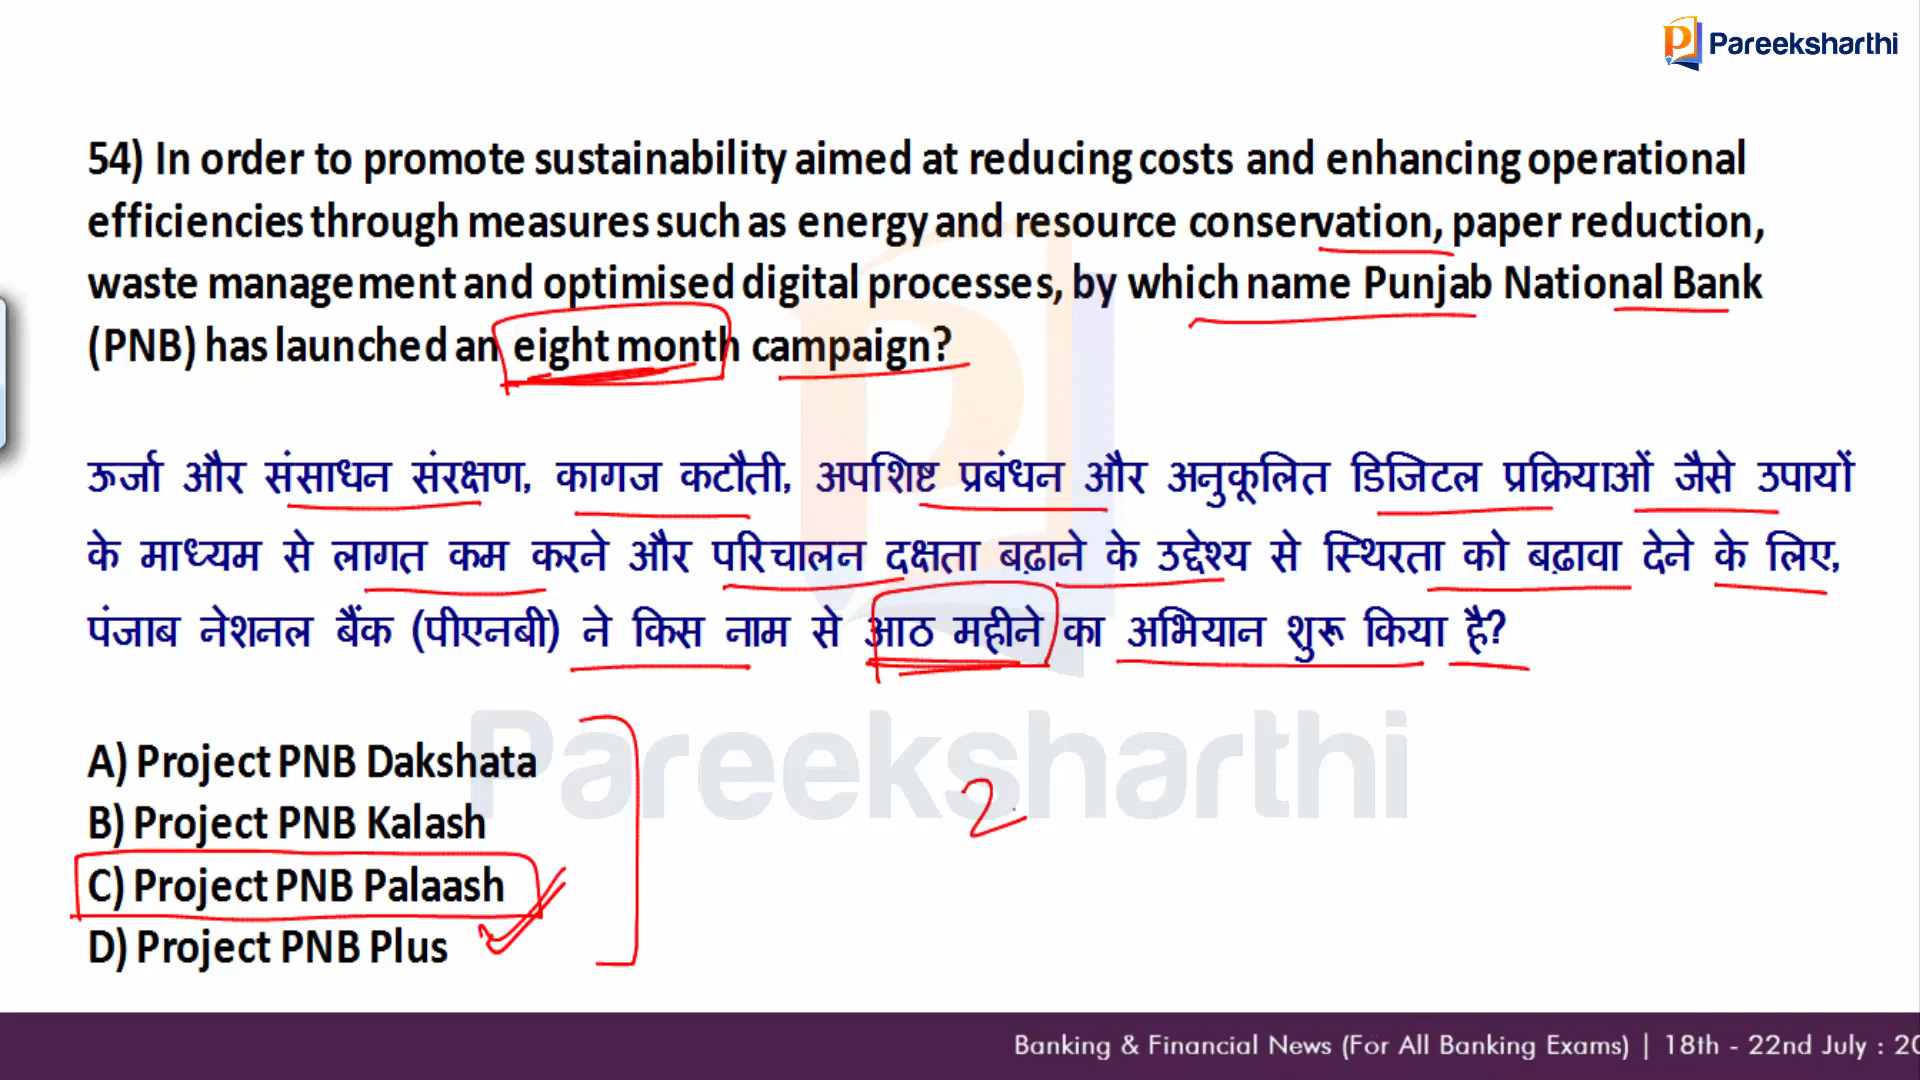 Pareeksharthi
54) In order to promote sustainability aimed at reducing costs and enhancing operational
efficiencies through measures such as energy and resource conservation, paper reduction,
waste management and optimised digital processes, by which name Punjab National Bank
(PNB) has launched an eight month campaign?
ऊर्जा और संसाधन संरक्षण, कागज कटौती, अपशिष्ट प्रबंधन और अनुकूलित डिजिटल प्रक्रियाओं जैसे उपायों
के माध्यम से लागत कम करने और परिचालन दक्षता बढ़ाने के उद्देश्य से स्थिरता को बढ़ावा देने के लिए,
पंजाब नेशनल बैंक (पीएनबी) ने किस नाम से आठ महीने का अभियान शुरू किया है?
Pareeksharthi
A) Project PNB Dakshata
B) Project PNB Kalash
C) Project PNB Palaash
D) Project PNB Plus
2
Banking & Financial News (For All Banking Exams) | 18th - 22nd July : 20